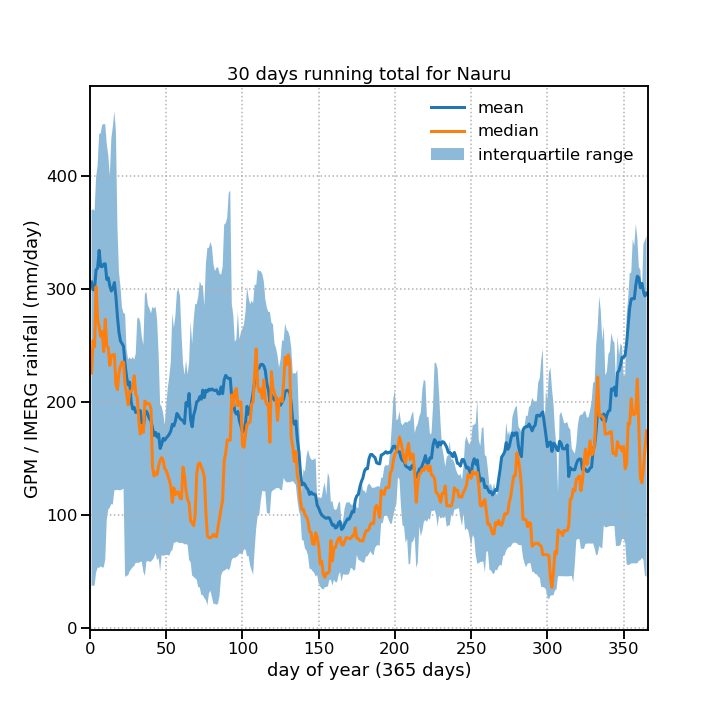 30 days running total for Nauru
mean
median
interquartile range
GPM / IMERG rainfall (mm/day)
400
300
200
100
0
0 50 100 150 200 250 300 350
day of year (365 days)